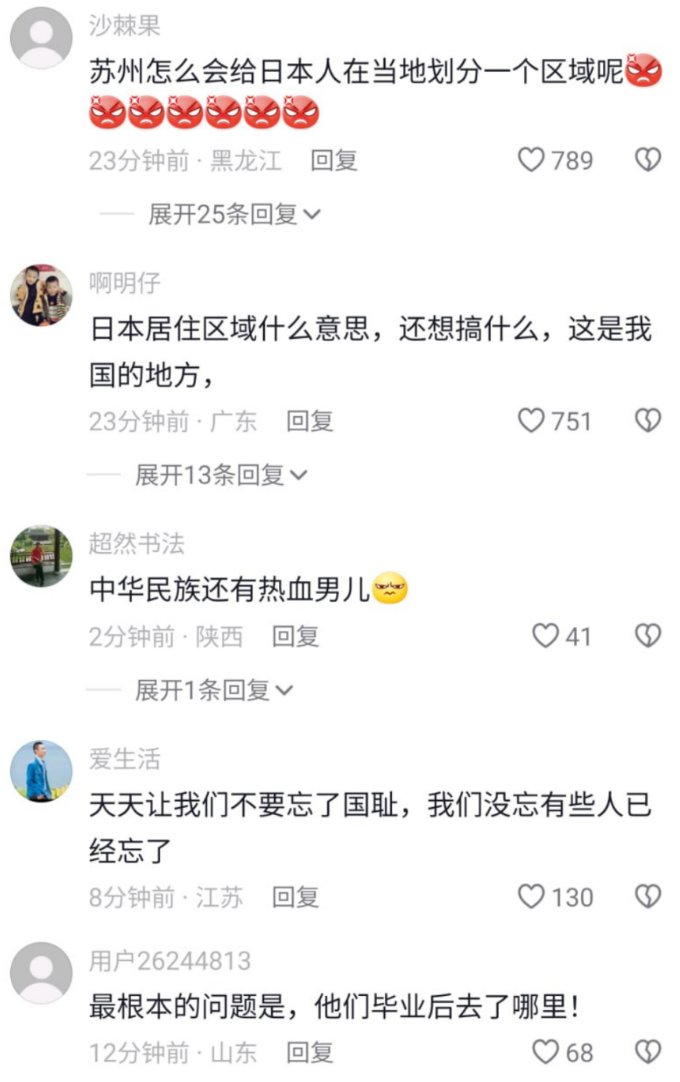 沙棘果
苏州怎么会给日本人在当地划分一个区域呢
23分钟前 · 黑龙江 回复 789
展开25条回复
啊明仔
日本居住区域什么意思，还想搞什么，这是我
国的地方，
23分钟前 · 广东 回复 751
展开13条回复
超然书法
中华民族还有热血男儿
2分钟前 · 陕西 回复 41
展开1条回复
爱生活
天天让我们不要忘了国耻，我们没忘有些人已
经忘了
8分钟前 · 江苏 回复 130
用户26244813
最根本的问题是，他们毕业后去了哪里！
12分钟前 · 山东 回复 68